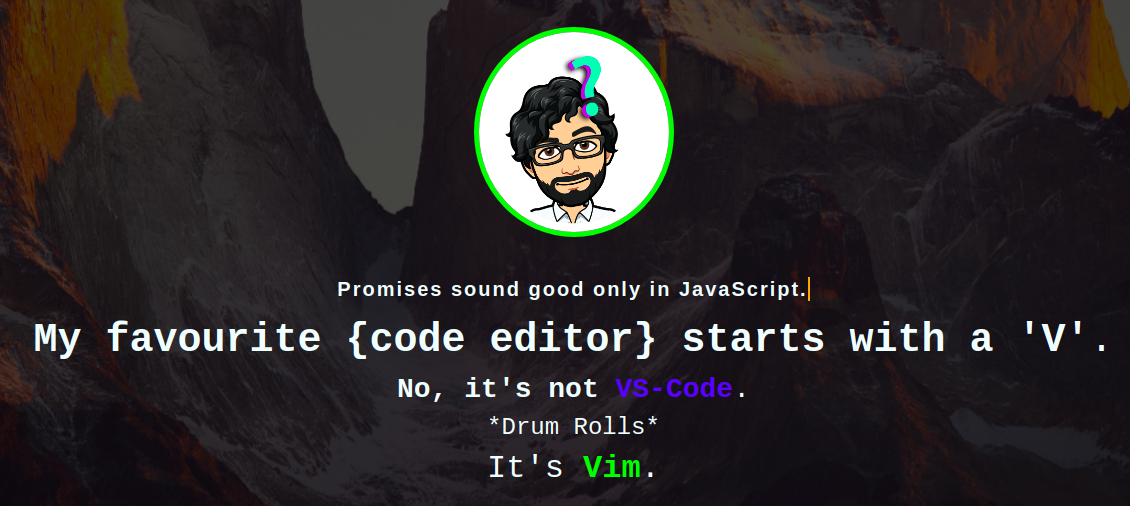 ?
Promises sound good only in JavaScript.
My favourite {code editor} starts with a 'V'.
No, it's not VS-Code.
*Drum Rolls*
It's Vim.